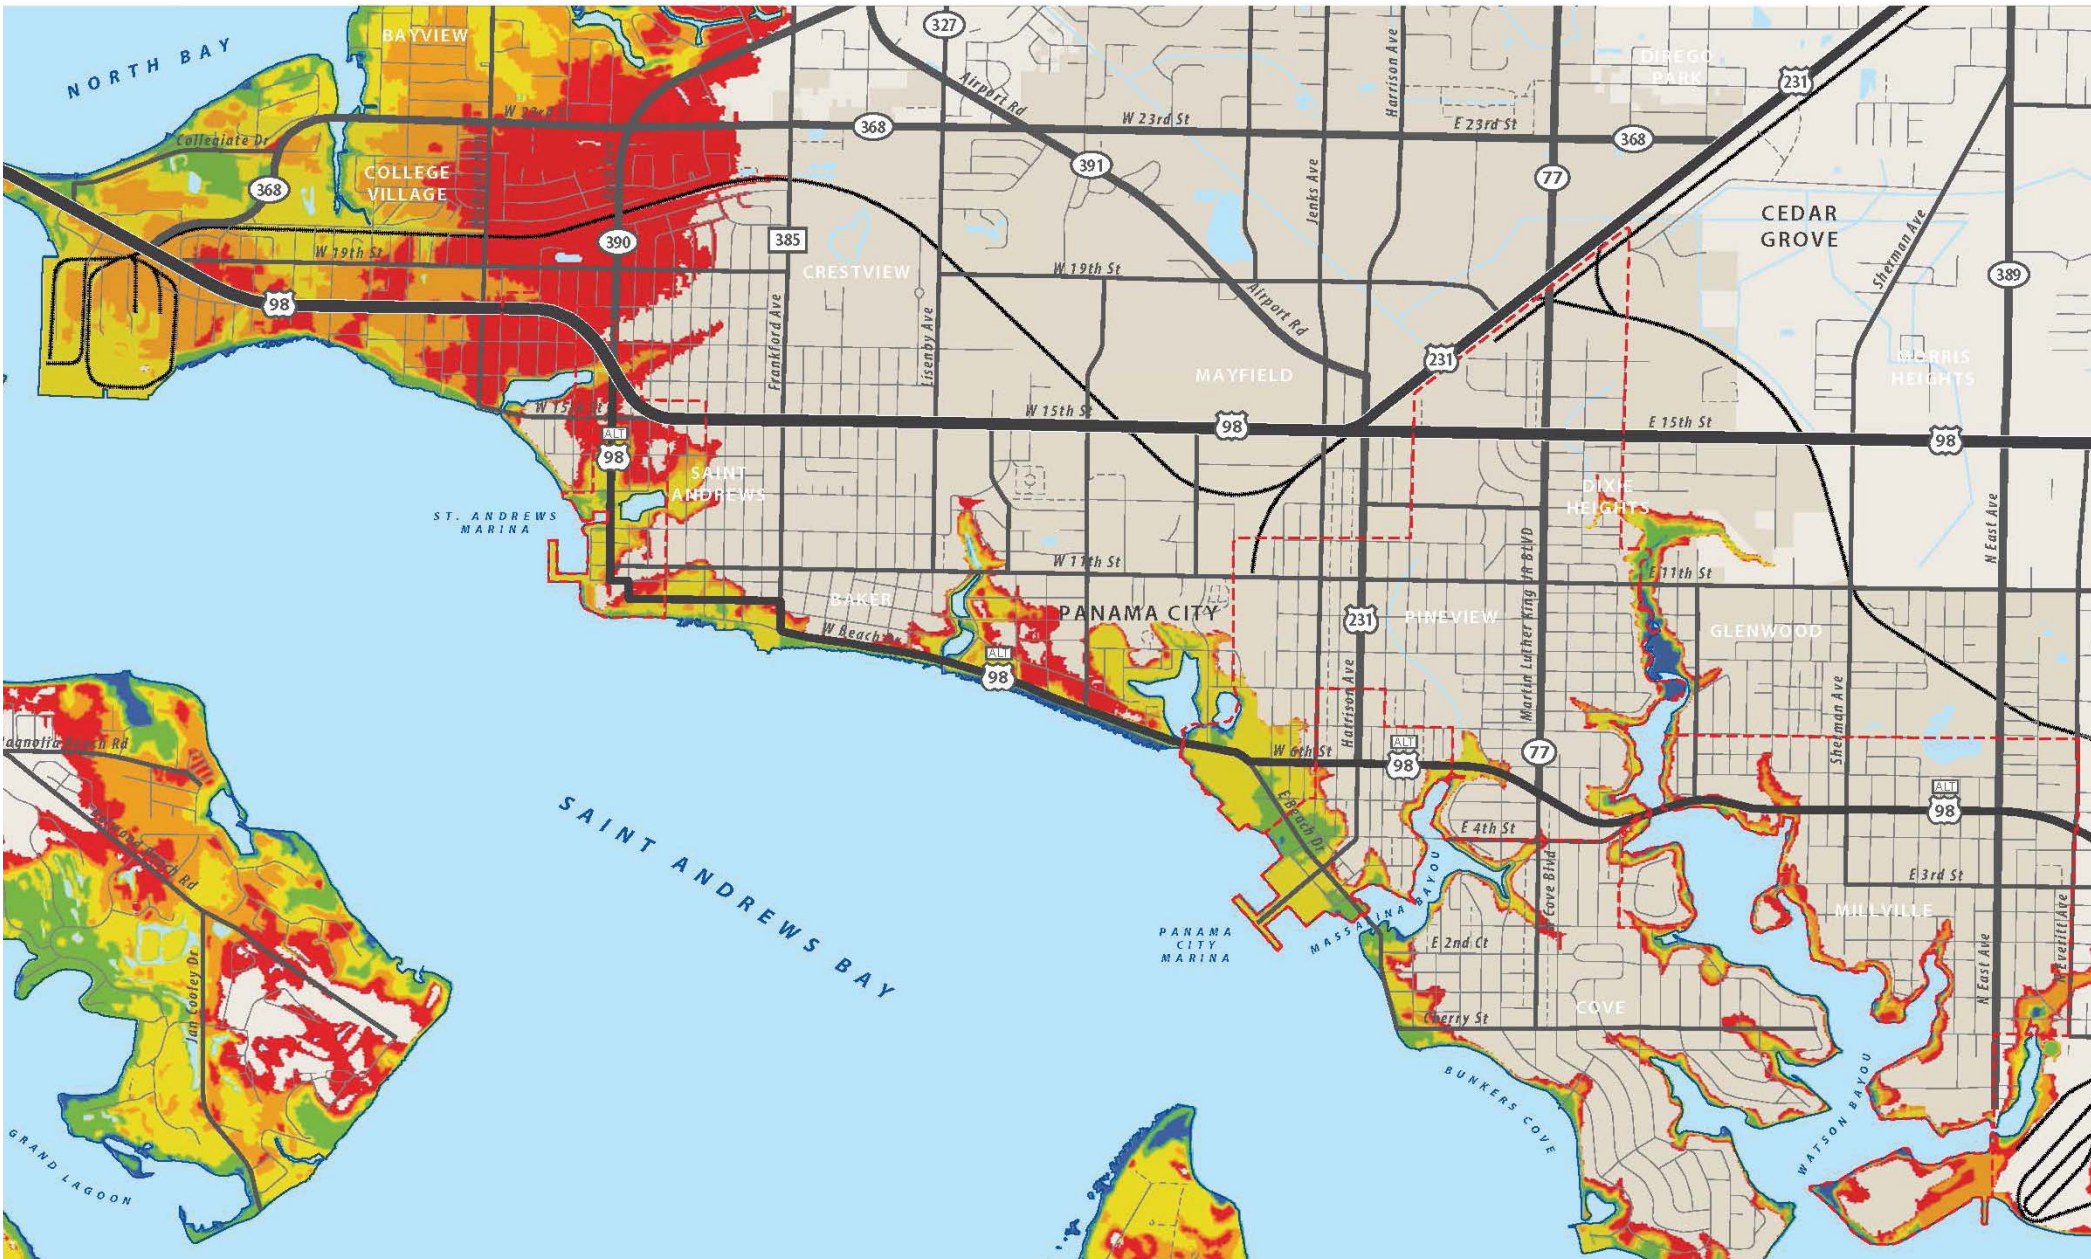 BAYVIEW
327
NORTH BAY
DIREGO
PARK
231
Harrison Ave
Airport Rd
W 23rd St
368
W 23rd St
E 23rd St
368
Collegiate Dr
391
COLLEGE
VILLAGE
368
77
Jenks Ave
CEDAR
GROVE
Sherman Ave
390
385
W 19th St
CRESTVIEW
W 19th St
389
98
Airport Rd
Frankford Ave
Lisenby Ave
231
MORRIS
HEIGHTS
MAYFIELD
W 15th St
W 15th St
98
E 15th St
98
ALT
98
SAINT
ANDREWS
DIXIE
HEIGHTS
ST. ANDREWS
MARINA
N East Ave
W 11th St
E 11th St
Martin Luther King JR BLVD
BAKER
PANAMA CITY
231
PINEVIEW
GLENWOOD
W Beach Dr
ALT
98
Harrison Ave
Sherman Ave
W 6th St
ALT
98
77
Magnolia Beach Rd
ALT
98
SAINT ANDREWS BAY
E Beach Dr
E 4th St
E 3rd St
MASSALINA BAYOU
MILLVILLE
PANAMA
CITY
MARINA
E 2nd Ct
N East Ave
N Everitt Ave
Jan Cooley Dr
COVE
Cherry St
BUNKERS COVE
WATSON BAYOU
GRAND LAGOON